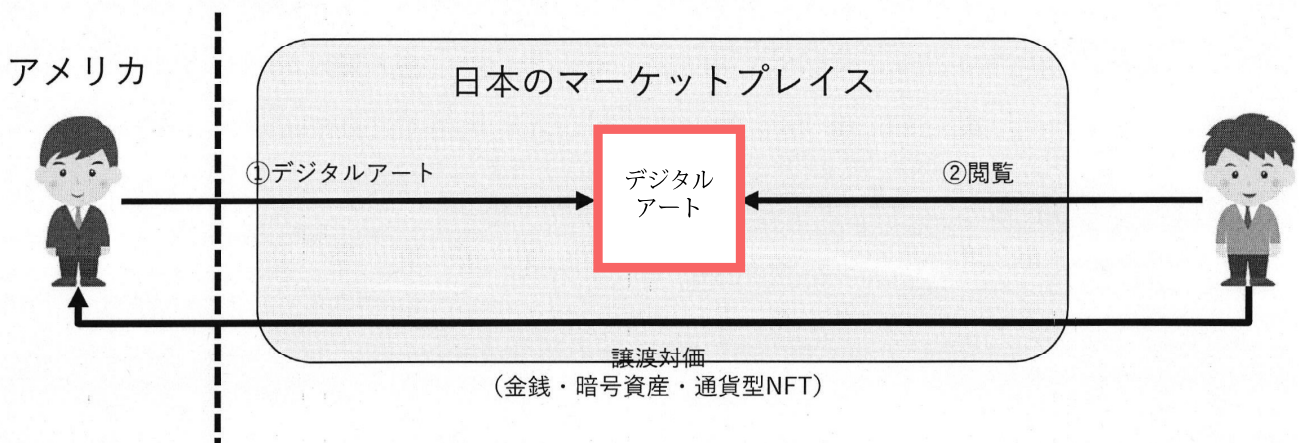 アメリカ
日本のマーケットプレイス
①デジタルアート
デジタル
アート
②閲覧
譲渡対価
（金銭・暗号資産・通貨型NFT）